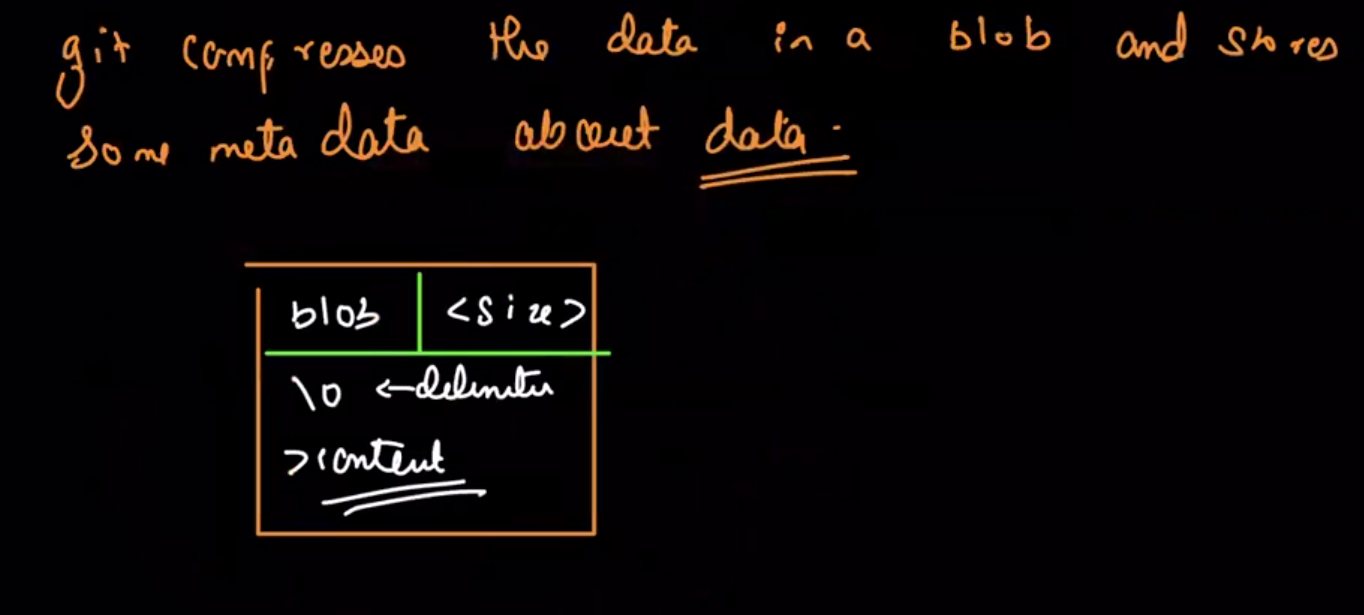 git compresses the data in a blob and stores
some meta data about data.
blob <size>
\0 ←delimiter
>content